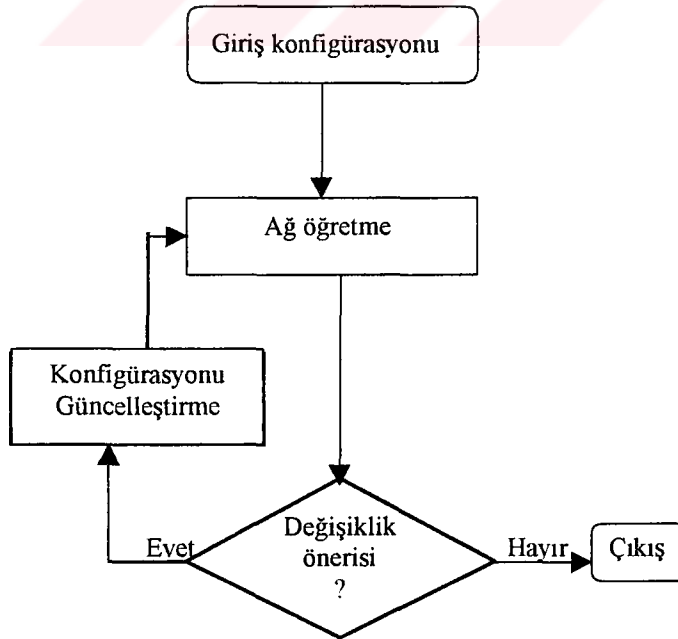 Giriş konfigürasyonu
Ağ öğretme
Konfigürasyonu
Güncelleştirme
Değişiklik
önerisi
?
Evet
Hayır
Çıkış